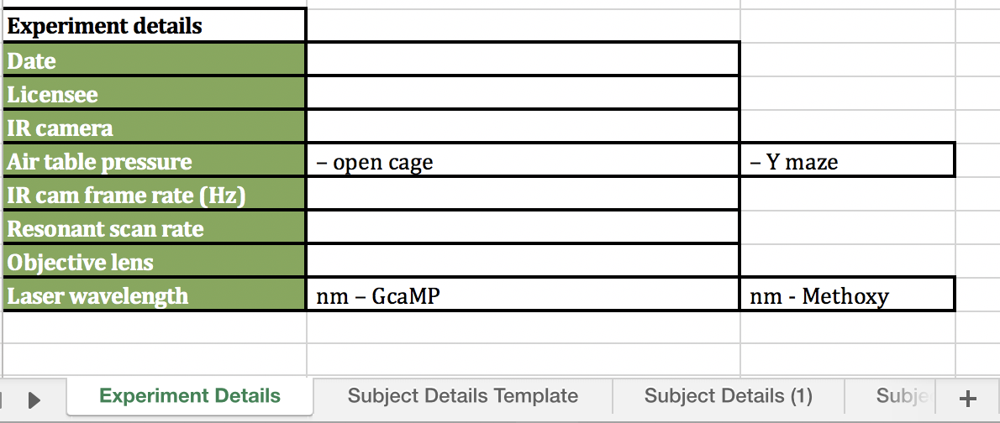 Experiment details
Date
Licensee
IR camera
Air table pressure – open cage – Y maze
IR cam frame rate (Hz)
Resonant scan rate
Objective lens
Laser wavelength nm – GcaMP nm - Methoxy
Experiment Details Subject Details Template Subject Details (1) +